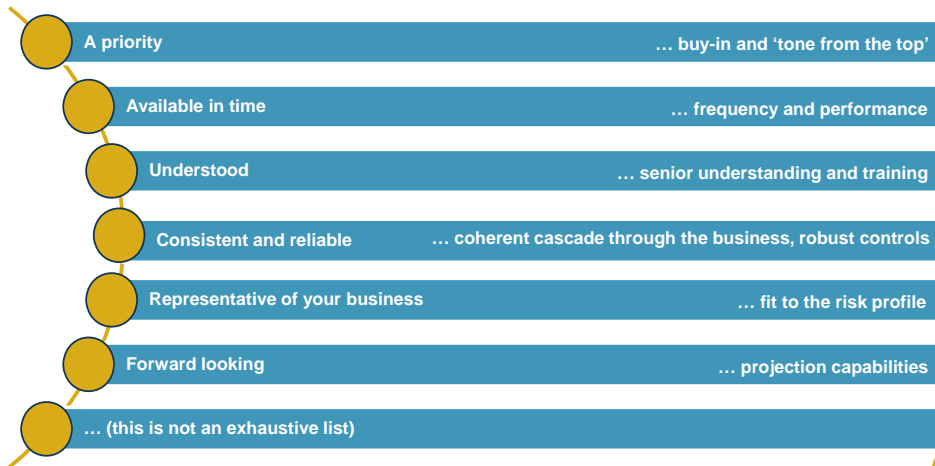 A priority … buy-in and ‘tone from the top’
Available in time … frequency and performance
Understood … senior understanding and training
Consistent and reliable … coherent cascade through the business, robust controls
Representative of your business … fit to the risk profile
Forward looking … projection capabilities
… (this is not an exhaustive list)